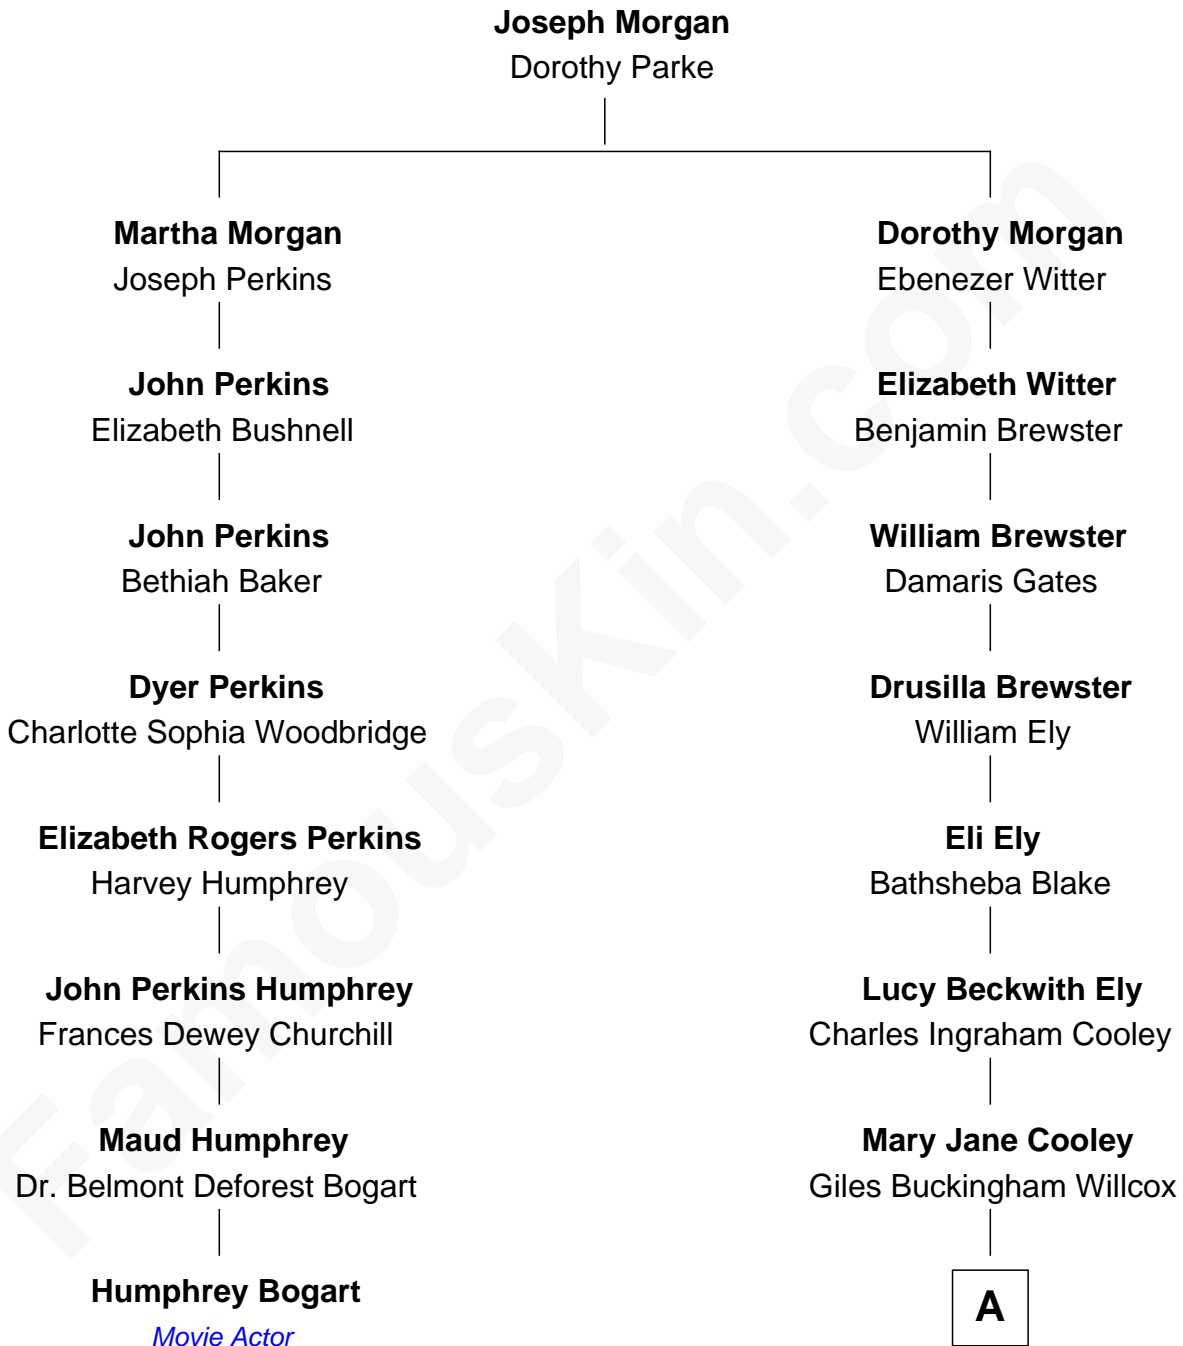 Joseph Morgan
Dorothy Parke
Martha Morgan
Joseph Perkins
Dorothy Morgan
Ebenezer Witter
John Perkins
Elizabeth Bushnell
Elizabeth Witter
Benjamin Brewster
John Perkins
Bethiah Baker
William Brewster
Damaris Gates
Dyer Perkins
Charlotte Sophia Woodbridge
Drusilla Brewster
William Ely
Elizabeth Rogers Perkins
Harvey Humphrey
Eli Ely
Bathsheba Blake
John Perkins Humphrey
Frances Dewey Churchill
Lucy Beckwith Ely
Charles Ingraham Cooley
Maud Humphrey
Dr. Belmont Deforest Bogart
Mary Jane Cooley
Giles Buckingham Willcox
Humphrey Bogart
Movie Actor
A
FamousKin.com